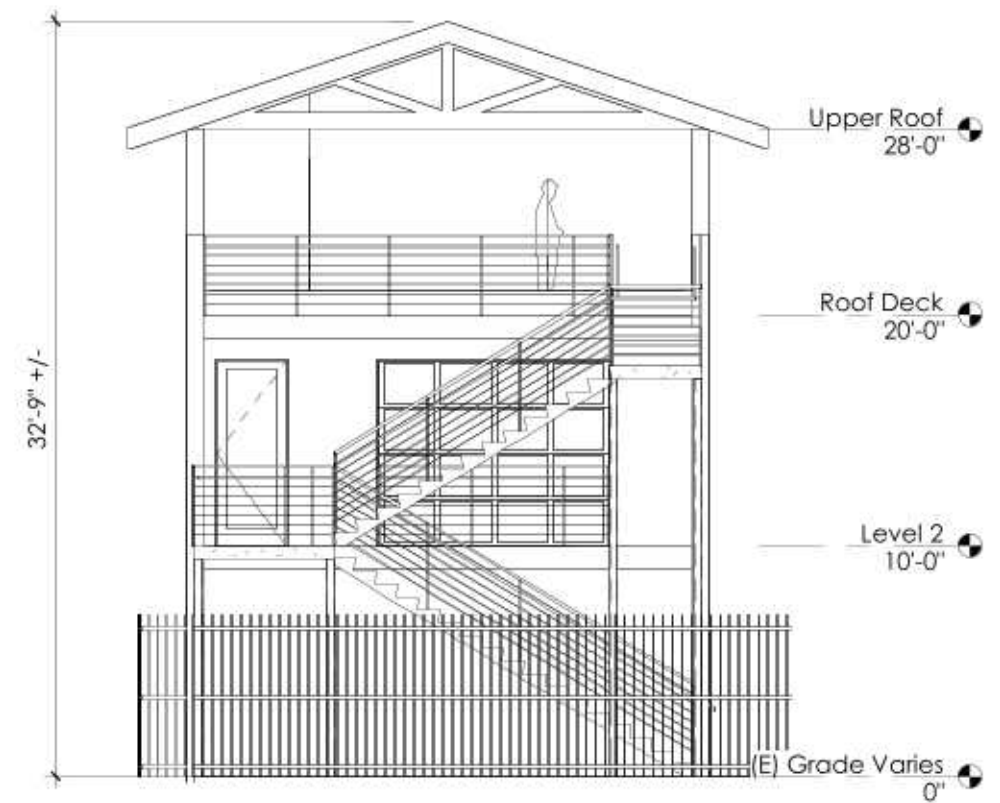 Upper Roof
28'-0"
Roof Deck
20'-0"
32'-9" +/-
Level 2
10'-0"
(E) Grade Varies
0"